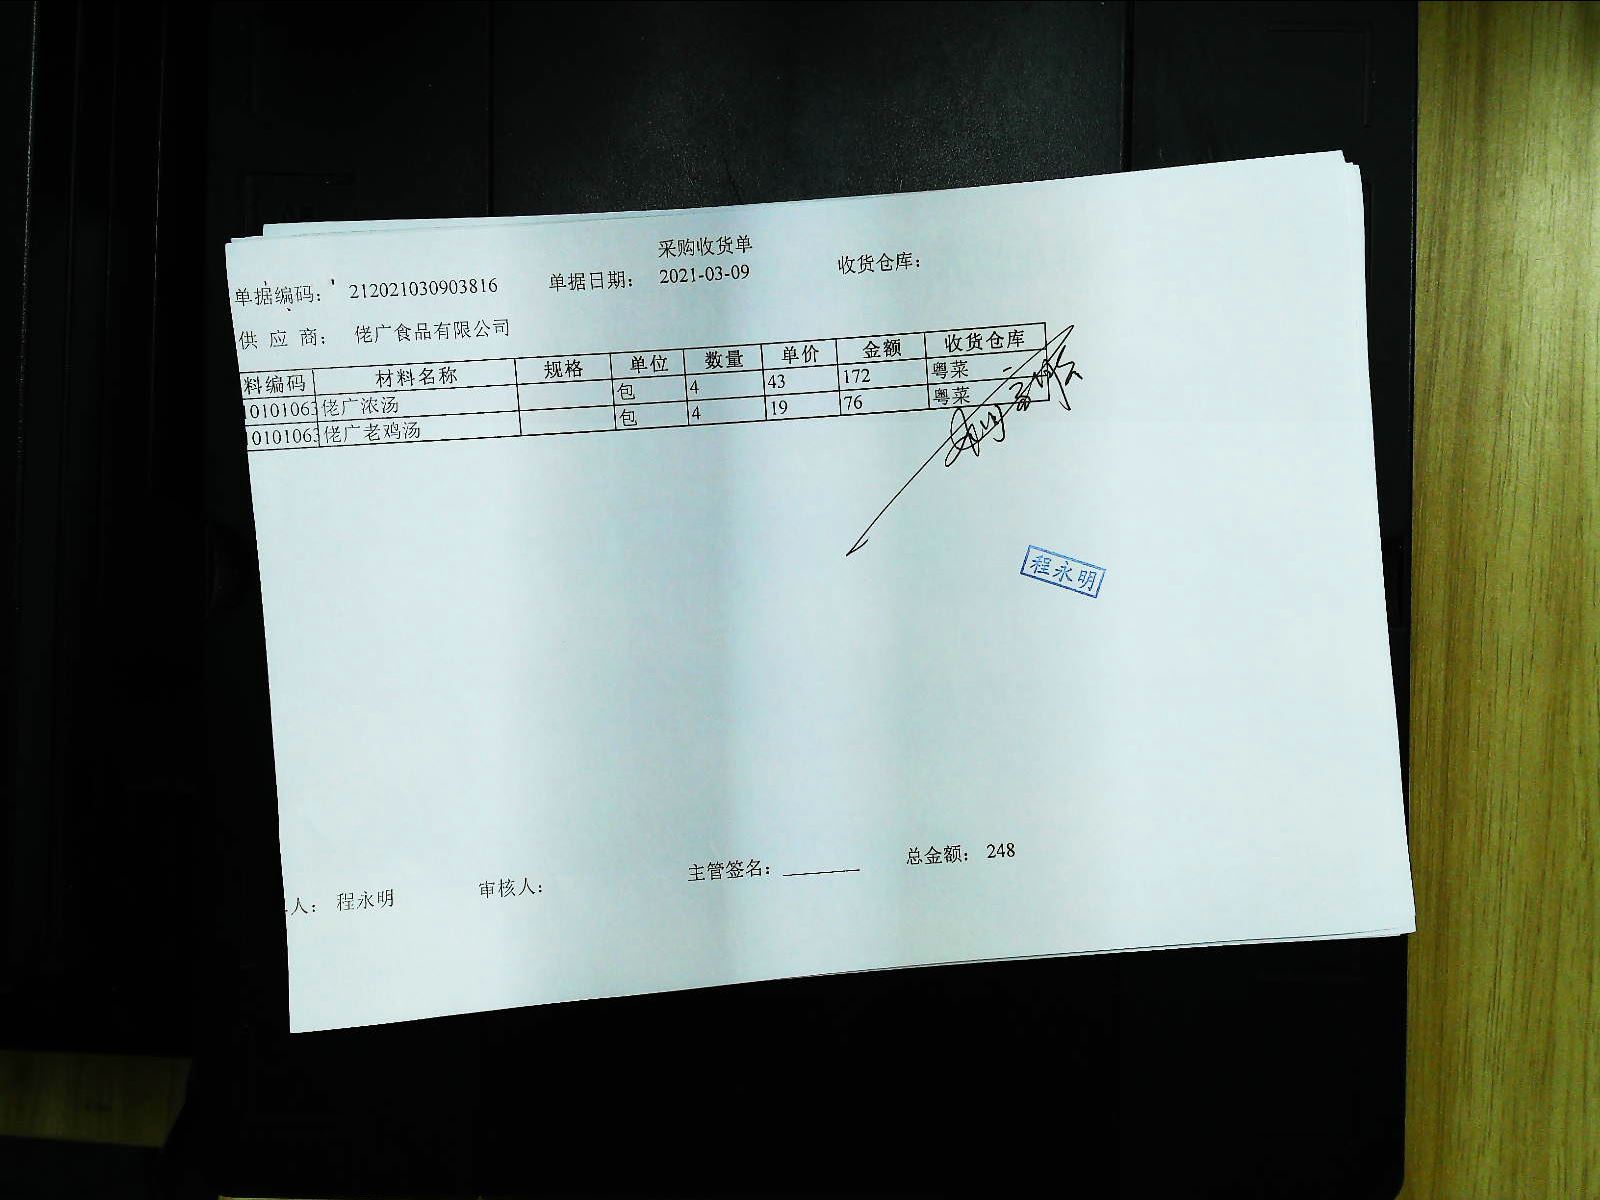 采购收货单
单据编码： 212021030903816 单据日期： 2021-03-09 收货仓库：
供 应 商： 佬广食品有限公司
料编码 材料名称 规格 单位 数量 单价 金额 收货仓库
10101063 佬广浓汤 包 4 43 172 粤菜
10101063 佬广老鸡汤 包 4 19 76 粤菜
程永明
人： 程永明 审核人： 主管签名：_______ 总金额： 248